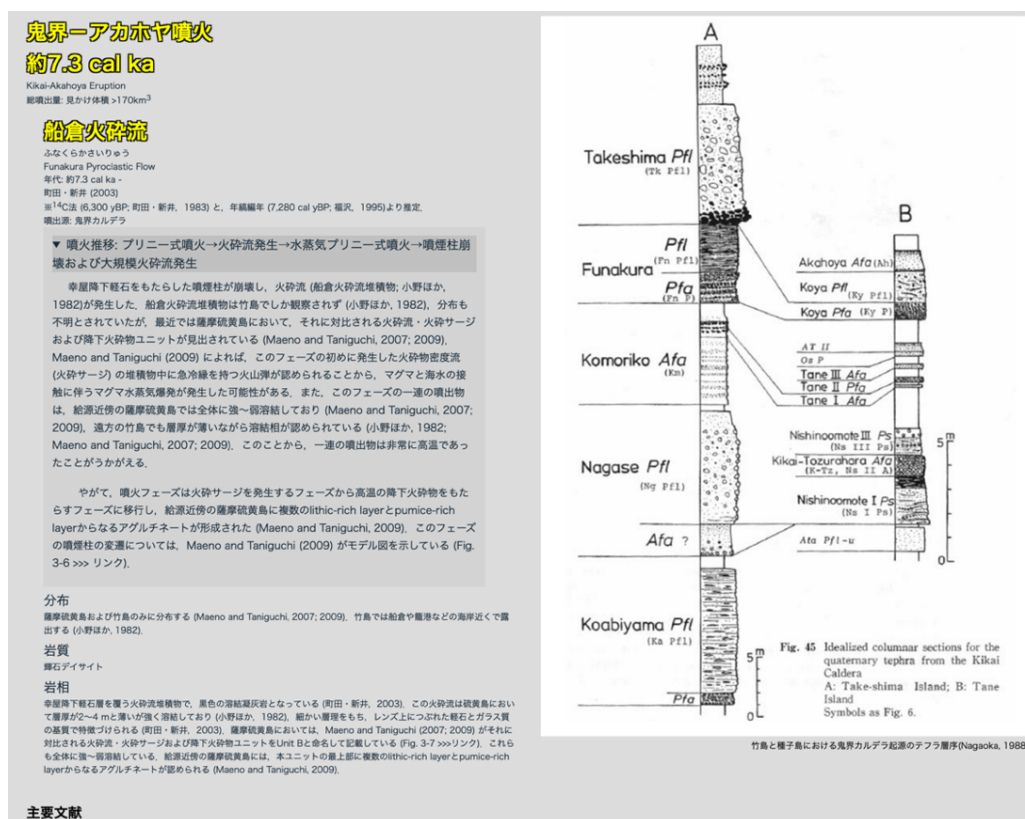 鬼界ーアカホヤ噴火
約7.3 cal ka
Kikai-Akahoya Eruption
総噴出量: 見かけ体積 >170km3
船倉火砕流
ふなくらかさいりゅう
Funakura Pyroclastic Flow
年代: 約7.3 cal ka -
町田・新井 (2003)
※14C法 (6,300 yBP; 町田・新井, 1983) と、年縞編年 (7,280 cal yBP; 福沢, 1995)より推定.
噴出源: 鬼界カルデラ
▼ 噴火推移: プリニー式噴火→火砕流発生→水蒸気プリニー式噴火→噴煙柱崩
壊および大規模火砕流発生
幸屋降下軽石をもたらした噴煙柱が崩壊し、火砕流 (船倉火砕流堆積物; 小野ほか,
1982)が発生した. 船倉火砕流堆積物は竹島でしか観察されず (小野ほか, 1982), 分布も
不明とされていたが, 最近では薩摩硫黄島において, それに対比される火砕流・火砕サージ
および降下火砕物ユニットが見出されている (Maeno and Taniguchi, 2007; 2009).
Maeno and Taniguchi (2009) によれば, このフェーズの初めに発生した火砕物密度流
(火砕サージ) の堆積物中に急冷縁を持つ火山弾が認められることから, マグマと海水の接
触に伴うマグマ水蒸気爆発が発生した可能性がある. また, このフェーズの一連の噴出物
は, 給源近傍の薩摩硫黄島では全体に強〜弱溶結しており (Maeno and Taniguchi, 2007;
2009), 遠方の竹島でも層厚が薄いながら溶結相が認められている (小野ほか, 1982;
Maeno and Taniguchi, 2007; 2009). このことから, 一連の噴出物は非常に高温であっ
たことがうかがえる.
やがて, 噴火フェーズは火砕サージを発生するフェーズから高温の降下火砕物をもた
らすフェーズに移行し, 給源近傍の薩摩硫黄島に複数のlithic-rich layerとpumice-rich
layerからなるアグルチネートが形成された (Maeno and Taniguchi, 2009). このフェーズ
の噴煙柱の変遷については, Maeno and Taniguchi (2009) がモデル図を示している (Fig.
3-6 >>> リンク).
分布
薩摩硫黄島および竹島のみに分布する (Maeno and Taniguchi, 2007; 2009). 竹島では船倉や籠港などの海岸近くで露
出する (小野ほか, 1982).
岩質
輝石デイサイト
岩相
幸屋降下軽石層を覆う火砕流堆積物で, 黒色の溶結凝灰岩となっている (町田・新井, 2003). この火砕流は硫黄島におい
て層厚が2〜4 mと薄いが強く溶結しており (小野ほか, 1982), 細かい層理をもち, レンズ上につぶれた軽石とガラス質
の基質で特徴づけられる (町田・新井, 2003). 薩摩硫黄島においては, Maeno and Taniguchi (2007; 2009) がそれに
対比される火砕流・火砕サージおよび降下火砕物ユニットをUnit Bと命名して記載している (Fig. 3-7 >>>リンク). これら
も全体に強〜弱溶結している. 給源近傍の薩摩硫黄島には, 本ユニットの最上部に複数のlithic-rich layerとpumice-rich
layerからなるアグルチネートが認められる (Maeno and Taniguchi, 2009).
主要文献
A
Takeshima Pfl
(Tk Pfl)
Pfl
(Fn Pfl)
Funakura
Pfa
(Fn P)
Komoriko Afa
(Km)
Nagase Pfl
(Ng Pfl)
Afa ?
Koabiyama Pfl
(Ka Pfl)
Pfa
5 m
0
B
Akahoya Afa (Ah)
Koya Pfl
(Ky Pfl)
Koya Pfa (Ky P)
AT II
Os P
Tane III Afa
Tane II Pfa
Tane I Afa
Nishinoomote III Ps
(Ns III Ps)
Kikai-Tozurahara Afa
(K-Tz, Ns II A)
Nishinoomote I Ps
(Ns I Ps)
Ata Pfl-u
5 m
0
Fig. 45 Idealized columnar sections for the
quaternary tephra from the Kikai
Caldera
A: Take-shima Island; B: Tane
Island
Symbols as Fig. 6.
竹島と種子島における鬼界カルデラ起源のテフラ層序(Nagaoka, 1988